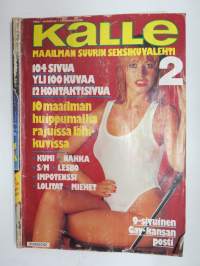 KALLE
MAAILMAN SUURIN SEKSIKUVALEHTI
2
104 SIVUA
YLI 100 KUVAA
12 KONTAKTISIVUA
10 maailman
huippumallia
rajuissa lähi-
kuvissa
KUMI NAHKA
S/M LESBO
IMPOTENSSI
LOLITAT MIEHET
9-sivuinen
Gay-kansan
posti